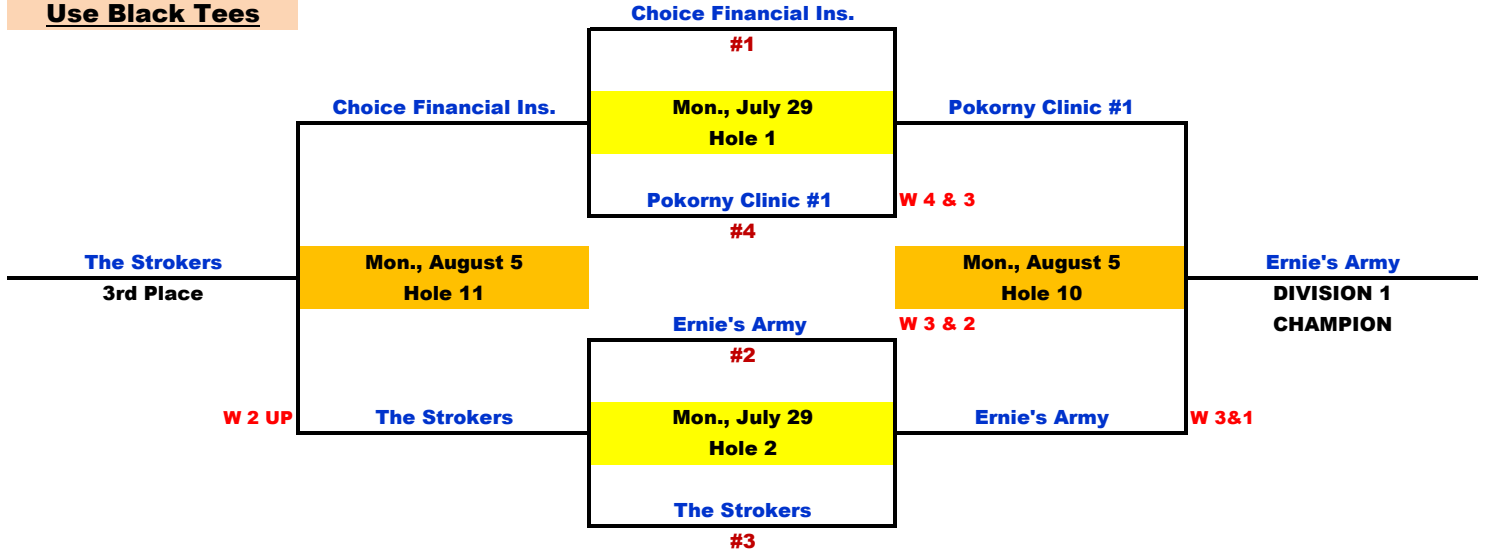 Use Black Tees
Choice Financial Ins.
#1
Choice Financial Ins.
Mon., July 29
Hole 1
Pokorny Clinic #1
Pokorny Clinic #1
W 4 & 3
#4
The Strokers
3rd Place
Mon., August 5
Hole 11
Mon., August 5
Hole 10
Ernie's Army
DIVISION 1
CHAMPION
Ernie's Army
W 3 & 2
#2
W 2 UP
The Strokers
Mon., July 29
Hole 2
Ernie's Army
W 3&1
The Strokers
#3